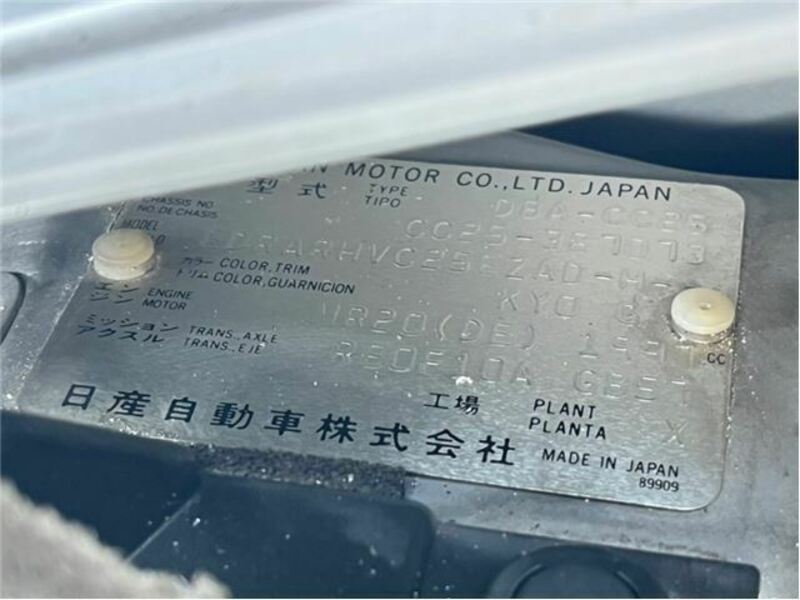 MOTOR CO.,LTD. JAPAN
型式 TYPE DBA-CC25
TIPO
CHASSIS NO
NO. DE CHASIS
MODEL
カラー COLOR, TRIM
トリム COLOR, GUARNICION
エン ENGINE MR20(DE)
ジン MOTOR
ミッション TRANS., AXLE RE0F10A
アクスル TRANS., EJE
CC
工場 PLANT X
PLANTA
日産自動車株式会社
MADE IN JAPAN
89909